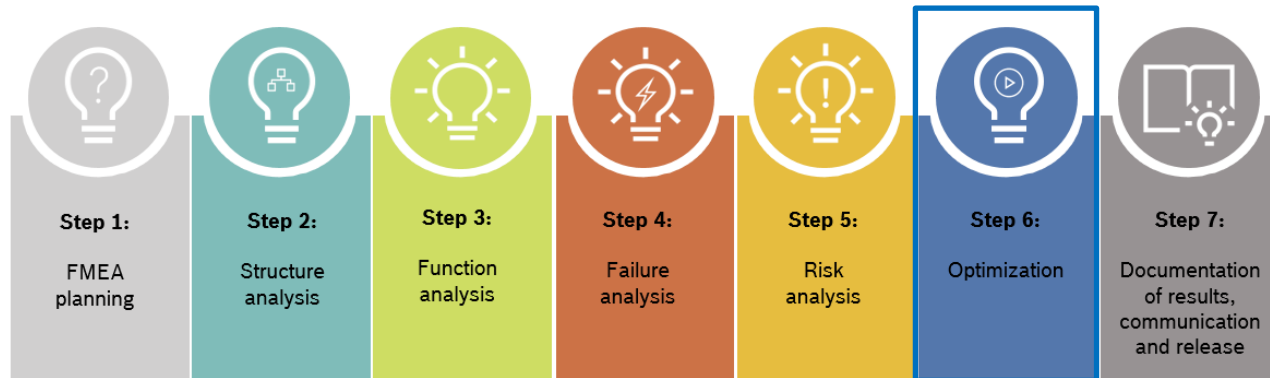 Step 1:
FMEA
planning
Step 2:
Structure
analysis
Step 3:
Function
analysis
Step 4:
Failure
analysis
Step 5:
Risk
analysis
Step 6:
Optimization
Step 7:
Documentation
of results,
communication
and release